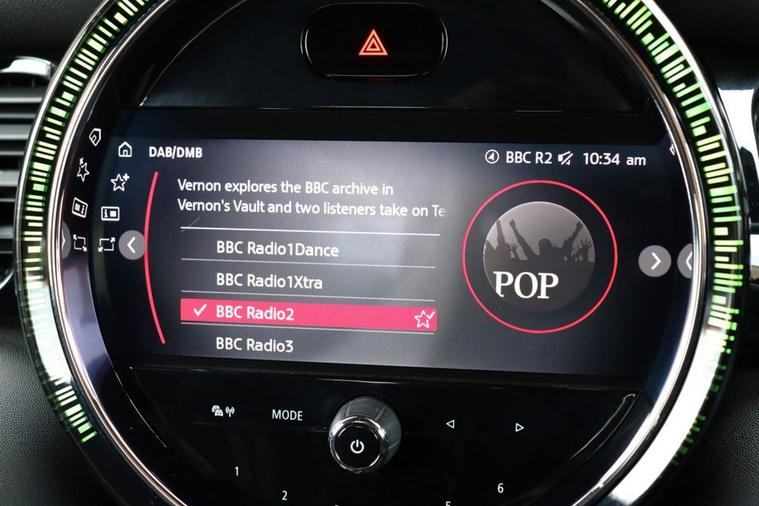 DAB/DMB
BBC R2 10:34 am
Vernon explores the BBC archive in
Vernon's Vault and two listeners take on Te
BBC Radio1Dance
BBC Radio1Xtra
BBC Radio2
BBC Radio3
POP
MODE
1
2
5
6